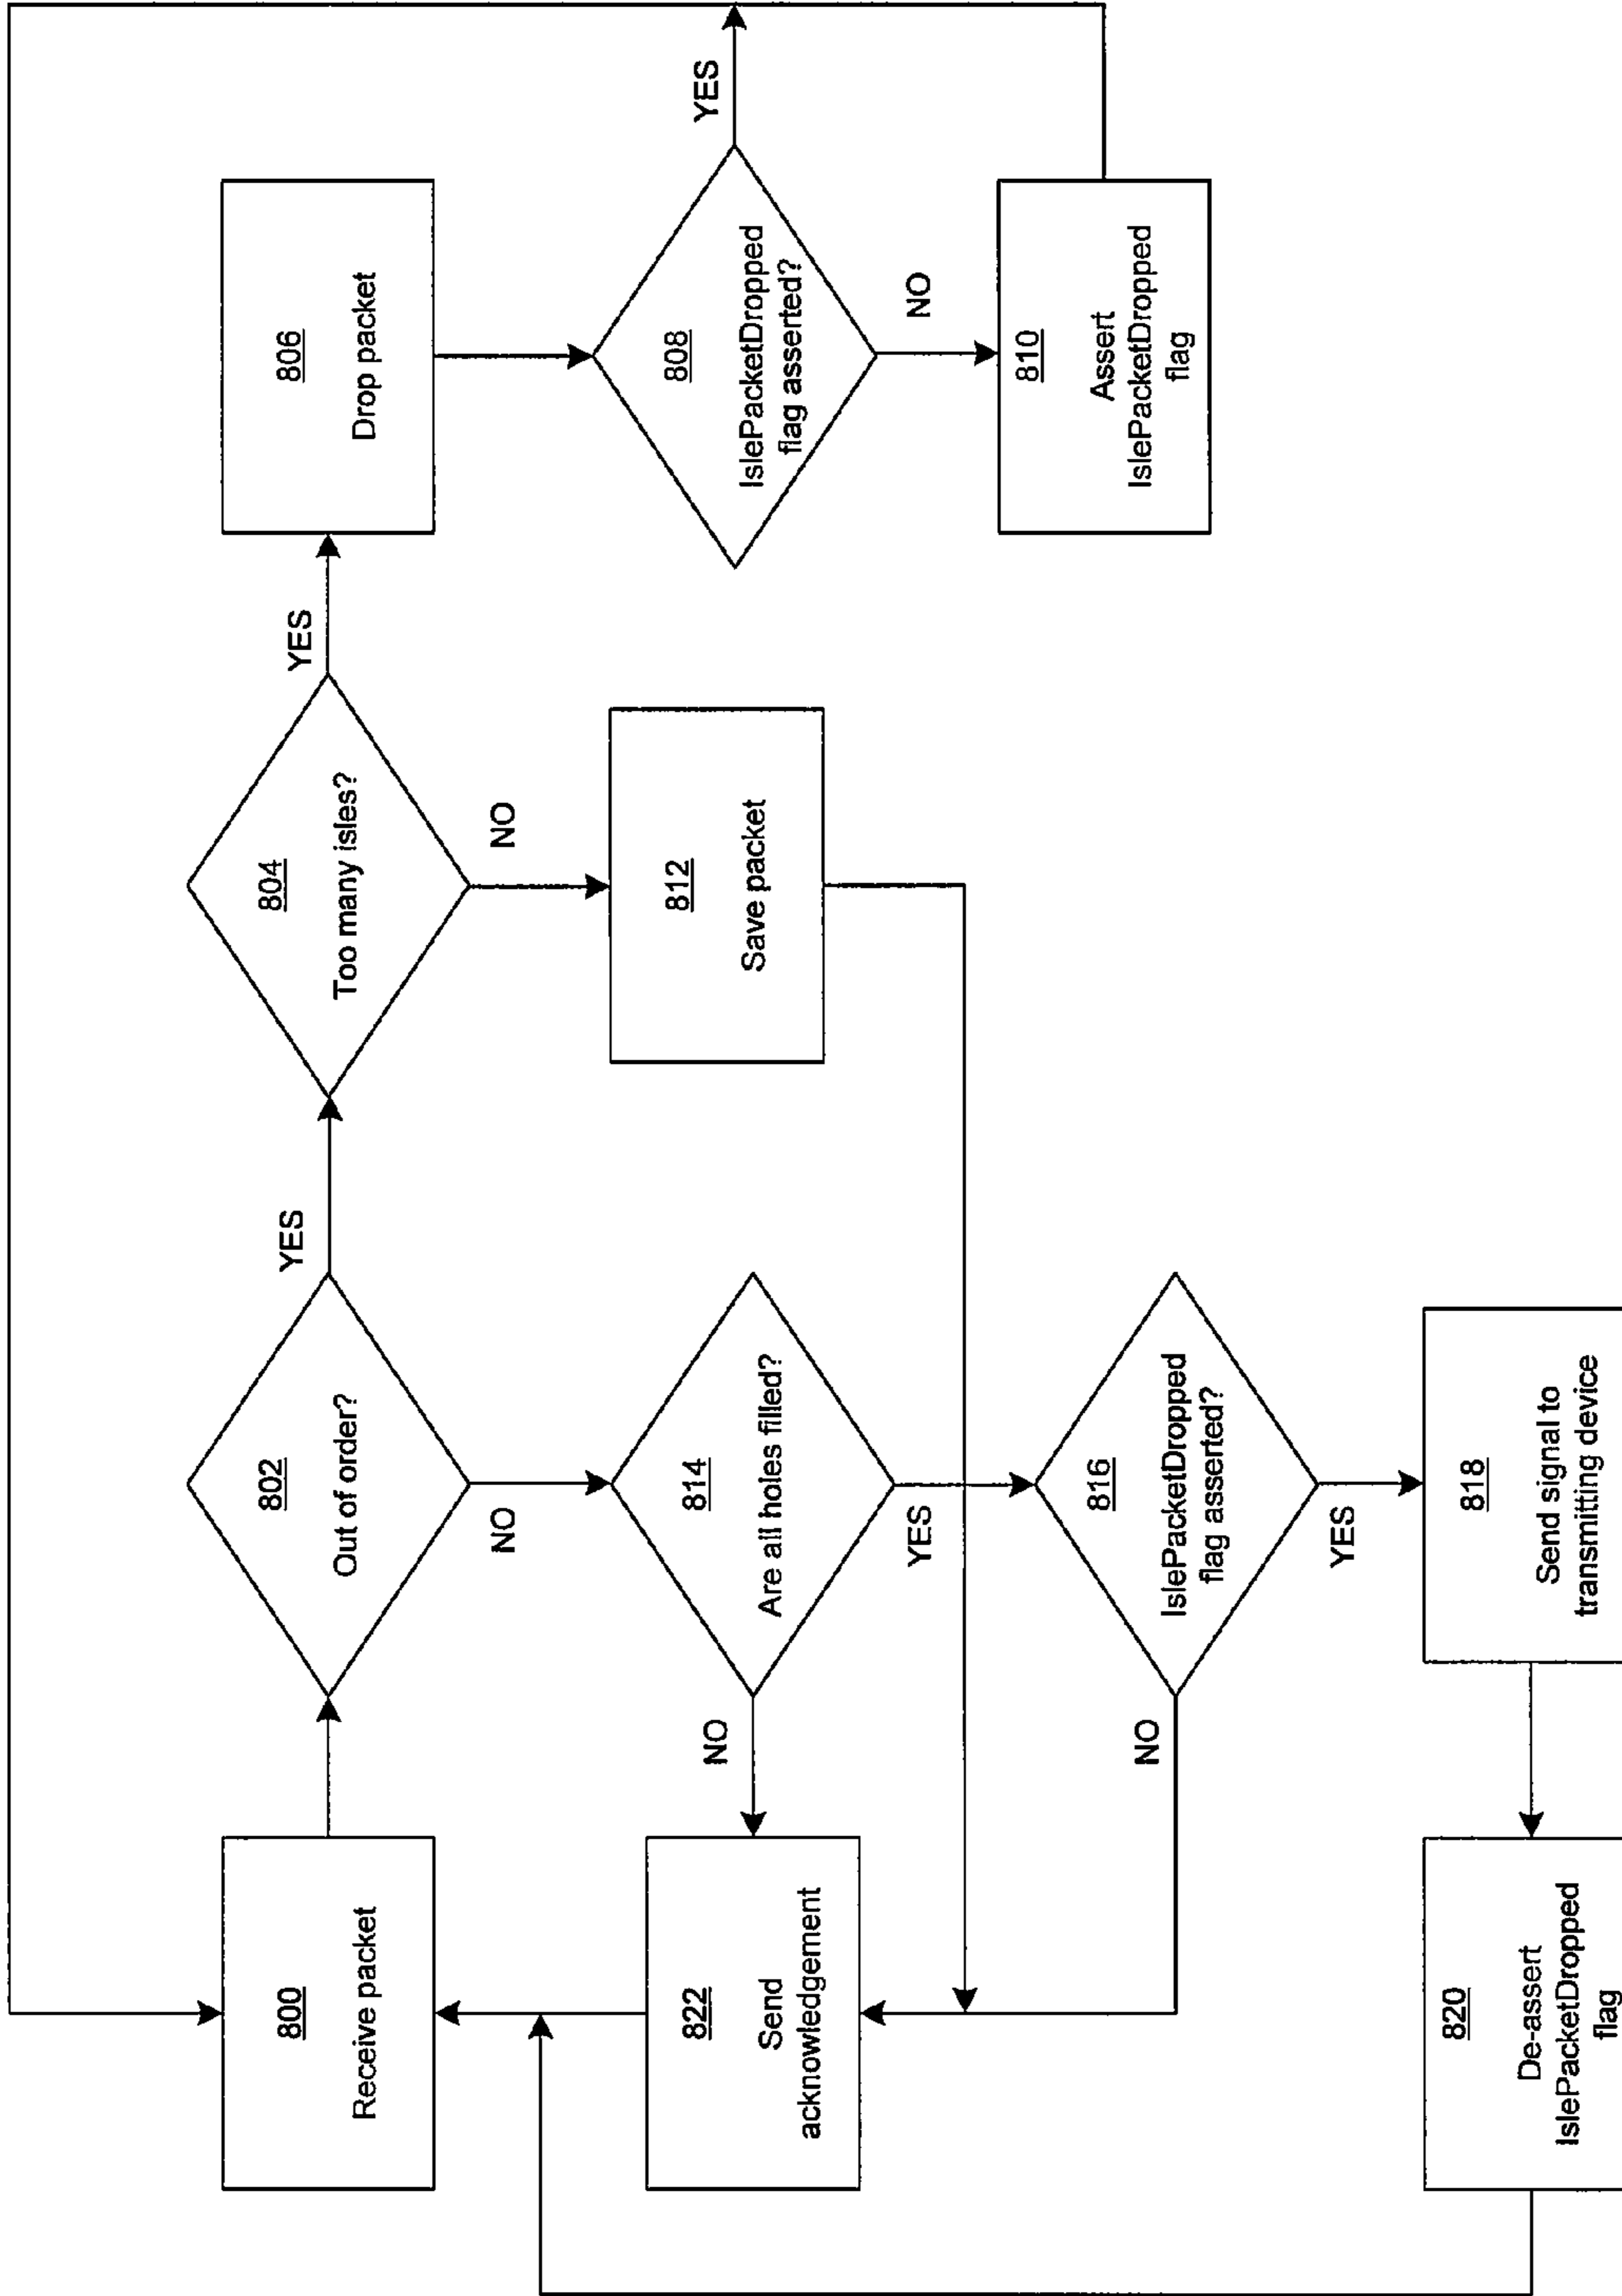 800
Receive packet
802
Out of order?
YES
804
Too many isles?
YES
806
Drop packet
NO
NO
808
IslePacketDropped
flag asserted?
YES
822
Send
acknowledgement
NO
814
Are all holes filled?
812
Save packet
NO
YES
810
Assert
IslePacketDropped
flag
816
IslePacketDropped
flag asserted?
NO
YES
820
De-assert
IslePacketDropped
flag
818
Send signal to
transmitting device